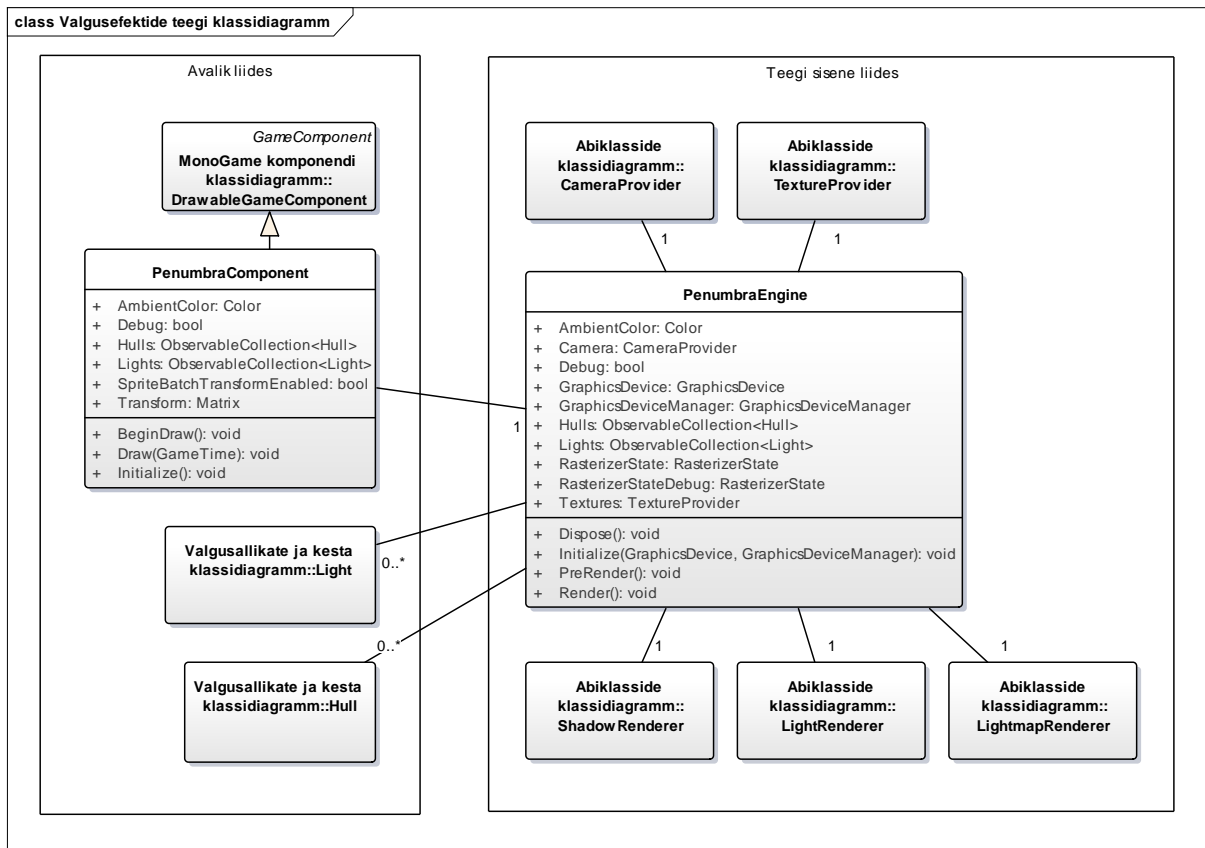 class Valgusefektide teegi klassidiagramm
Avalik liides
GameComponent
MonoGame komponendi
klassidiagramm::
DrawableGameComponent
PenumbraComponent
+ AmbientColor: Color
+ Debug: bool
+ Hulls: ObservableCollection<Hull>
+ Lights: ObservableCollection<Light>
+ SpriteBatchTransformEnabled: bool
+ Transform: Matrix
+ BeginDraw(): void
+ Draw(GameTime): void
+ Initialize(): void
Valgusallikate ja kesta
klassidiagramm::Light
0..*
Valgusallikate ja kesta
klassidiagramm::Hull
0..*
Teegi sisene liides
Abiklasside
klassidiagramm::
CameraProvider
Abiklasside
klassidiagramm::
TextureProvider
1
1
PenumbraEngine
+ AmbientColor: Color
+ Camera: CameraProvider
+ Debug: bool
+ GraphicsDevice: GraphicsDevice
+ GraphicsDeviceManager: GraphicsDeviceManager
+ Hulls: ObservableCollection<Hull>
+ Lights: ObservableCollection<Light>
+ RasterizerState: RasterizerState
+ RasterizerStateDebug: RasterizerState
+ Textures: TextureProvider
+ Dispose(): void
+ Initialize(GraphicsDevice, GraphicsDeviceManager): void
+ PreRender(): void
+ Render(): void
1
1
1
1
Abiklasside
klassidiagramm::
ShadowRenderer
Abiklasside
klassidiagramm::
LightRenderer
Abiklasside
klassidiagramm::
LightmapRenderer